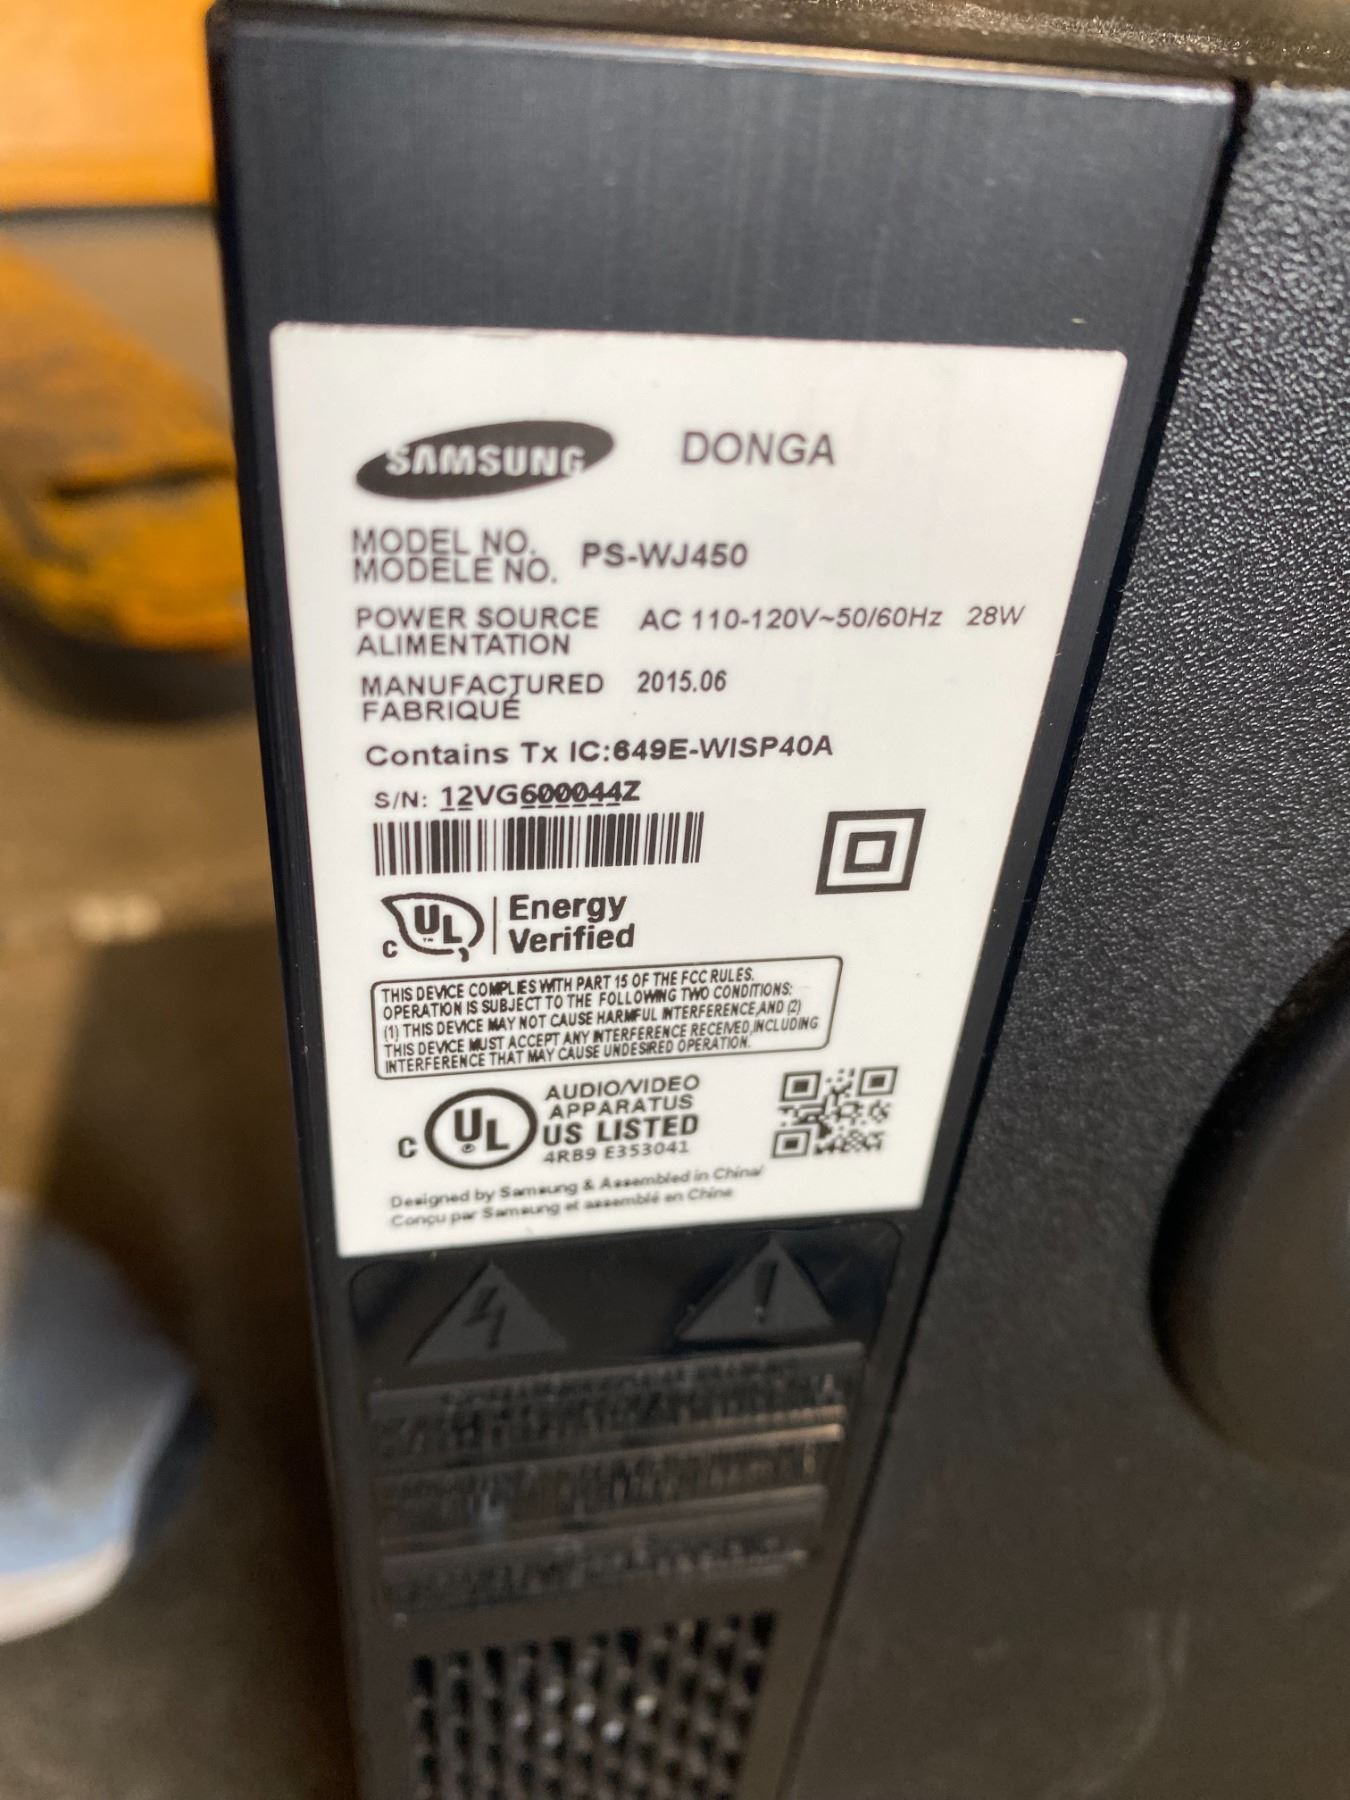 SAMSUNG DONGA
MODEL NO.
MODELE NO. PS-WJ450
POWER SOURCE AC 110-120V~50/60Hz 28W
ALIMENTATION
MANUFACTURED 2015.06
FABRIQUÉ
Contains Tx IC:649E-WISP40A
S/N: 12VG600044Z
C UL™ Energy
Verified
THIS DEVICE COMPLIES WITH PART 15 OF THE FCC RULES.
OPERATION IS SUBJECT TO THE FOLLOWING TWO CONDITIONS:
(1) THIS DEVICE MAY NOT CAUSE HARMFUL INTERFERENCE,AND (2)
THIS DEVICE MUST ACCEPT ANY INTERFERENCE RECEIVED,INCLUDING
INTERFERENCE THAT MAY CAUSE UNDESIRED OPERATION.
C UL® AUDIO/VIDEO
APPARATUS
US LISTED
4RB9 E353041
Designed by Samsung & Assembled in China/
Conçu par Samsung et assemblé en Chine